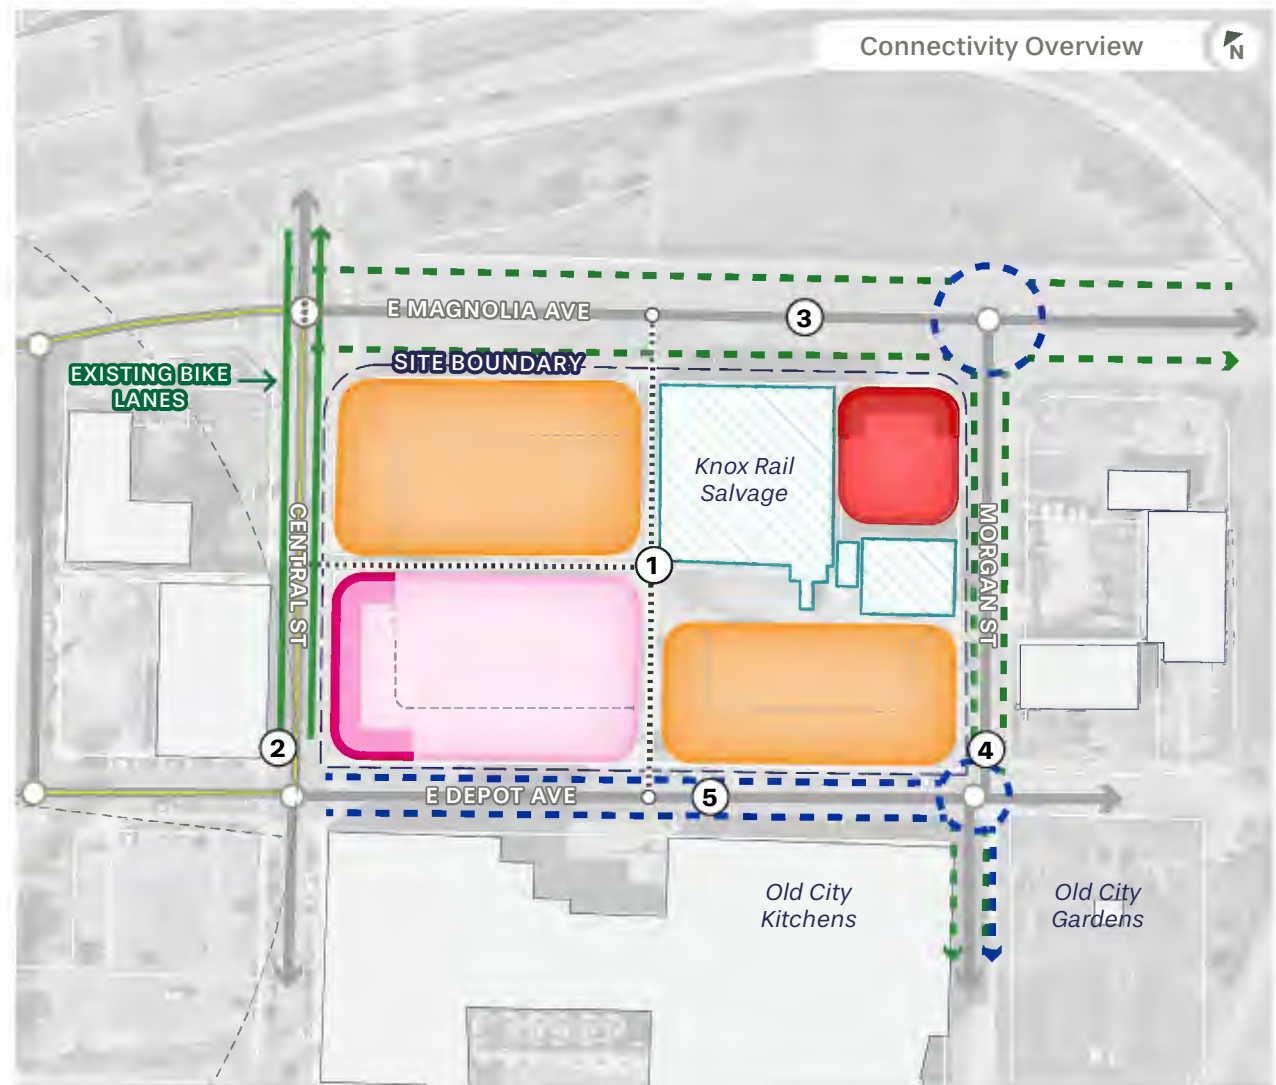 Connectivity Overview
N
E MAGNOLIA AVE
3
SITE BOUNDARY
EXISTING BIKE
LANES
Knox Rail
Salvage
CENTRAL ST
MORGAN ST
1
2
4
E DEPOT AVE
5
Old City
Kitchens
Old City
Gardens